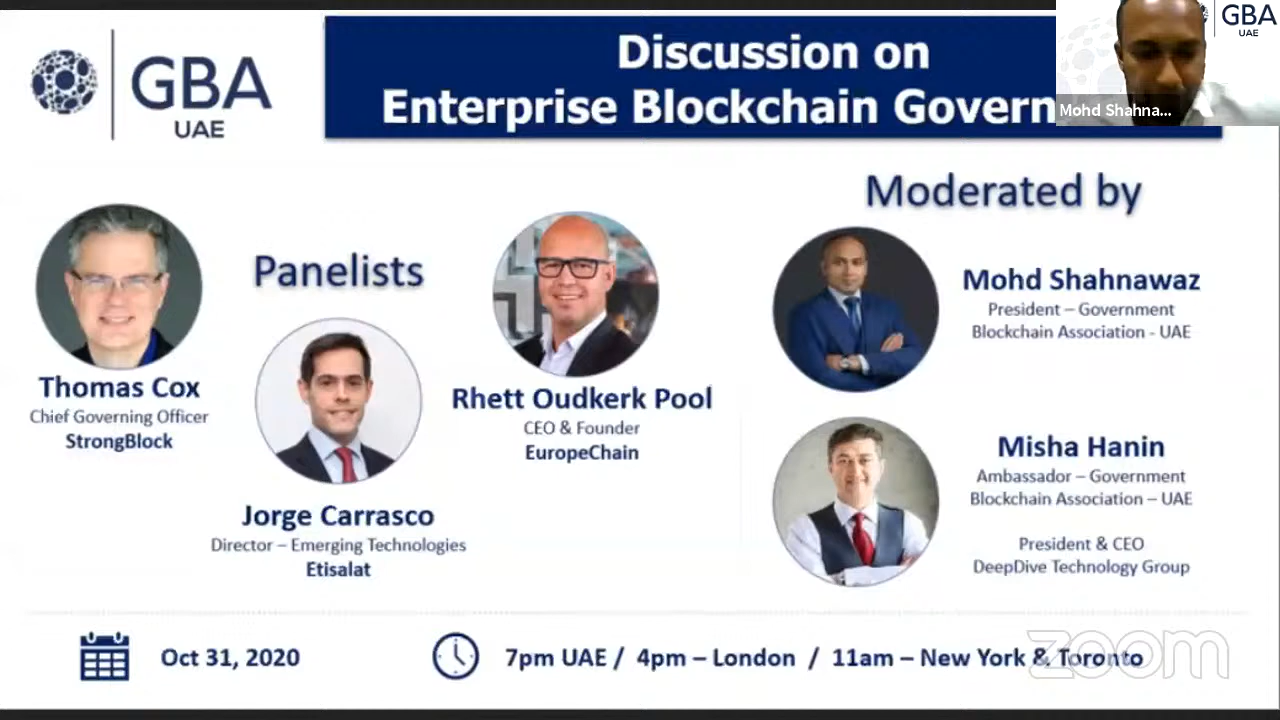 GBA
UAE
Discussion on
Enterprise Blockchain Govern
GBA
UAE
Mohd Shahna...
Moderated by
Panelists
Thomas Cox
Chief Governing Officer
StrongBlock
Jorge Carrasco
Director – Emerging Technologies
Etisalat
Rhett Oudkerk Pool
CEO & Founder
EuropeChain
Mohd Shahnawaz
President – Government
Blockchain Association - UAE
Misha Hanin
Ambassador – Government
Blockchain Association – UAE
President & CEO
DeepDive Technology Group
Oct 31, 2020
7pm UAE / 4pm – London / 11am – New York & Toronto
zoom